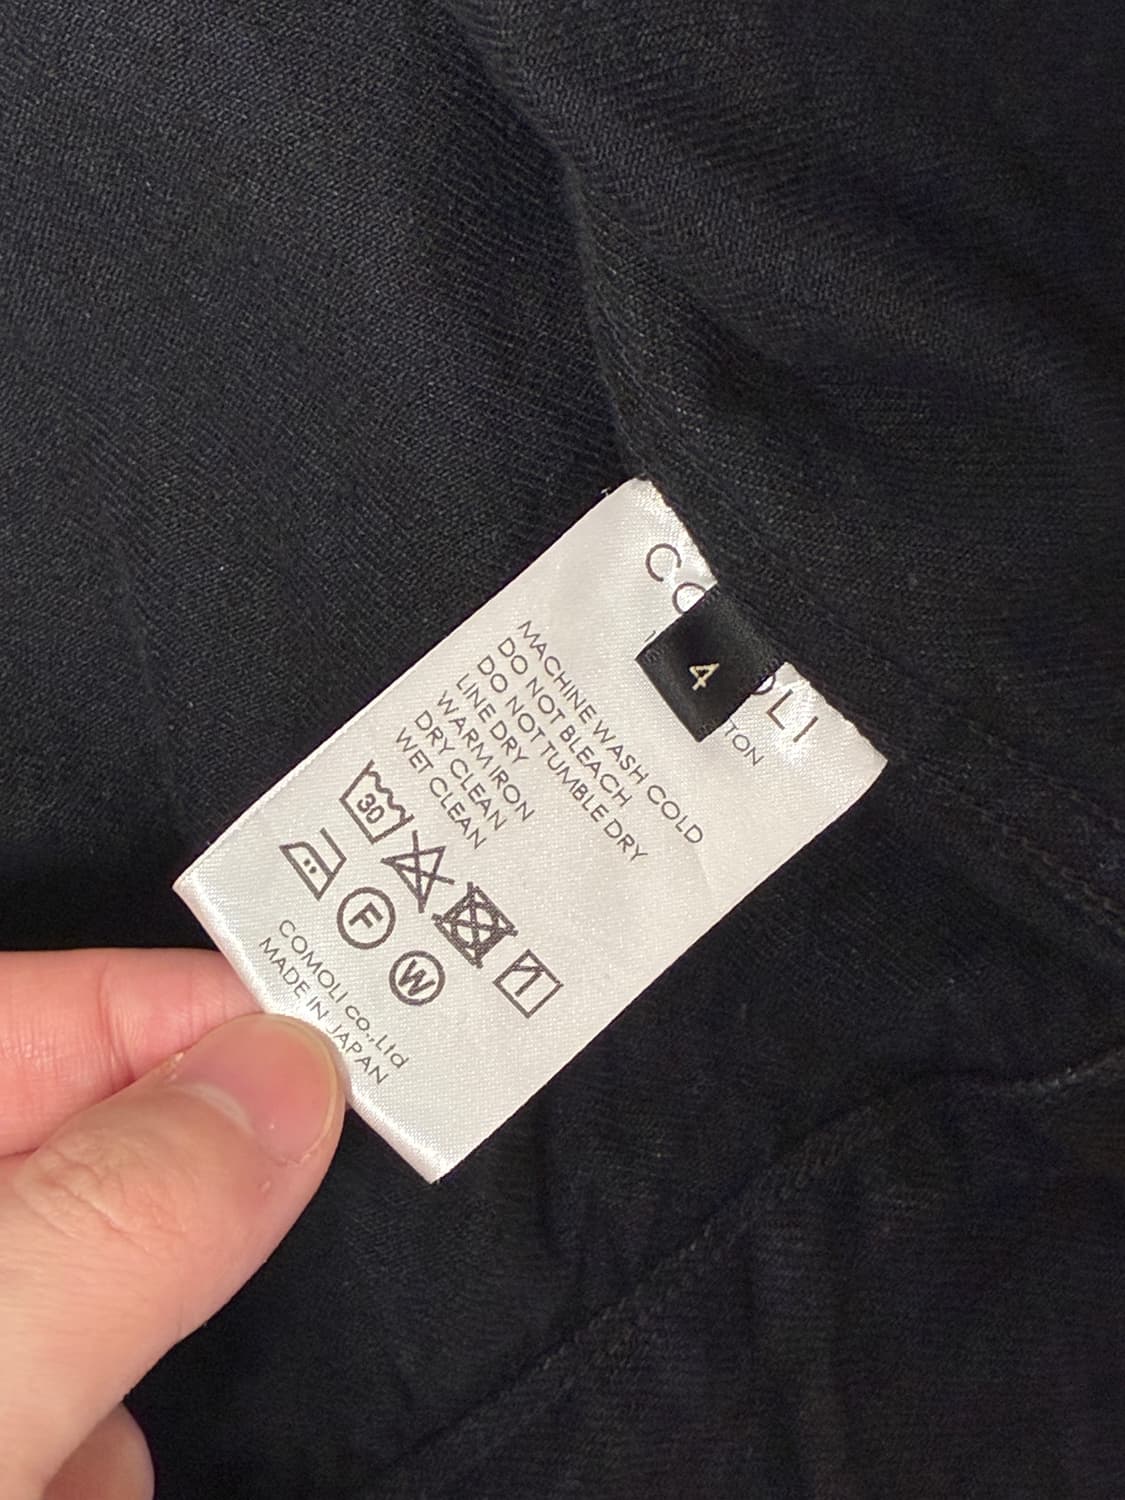 4
TON
MACHINE WASH COLD
DO NOT BLEACH
DO NOT TUMBLE DRY
LINE DRY
WARM IRON
DRY CLEAN
WET CLEAN
30
F
W
COMOLI co.,Ltd
MADE IN JAPAN